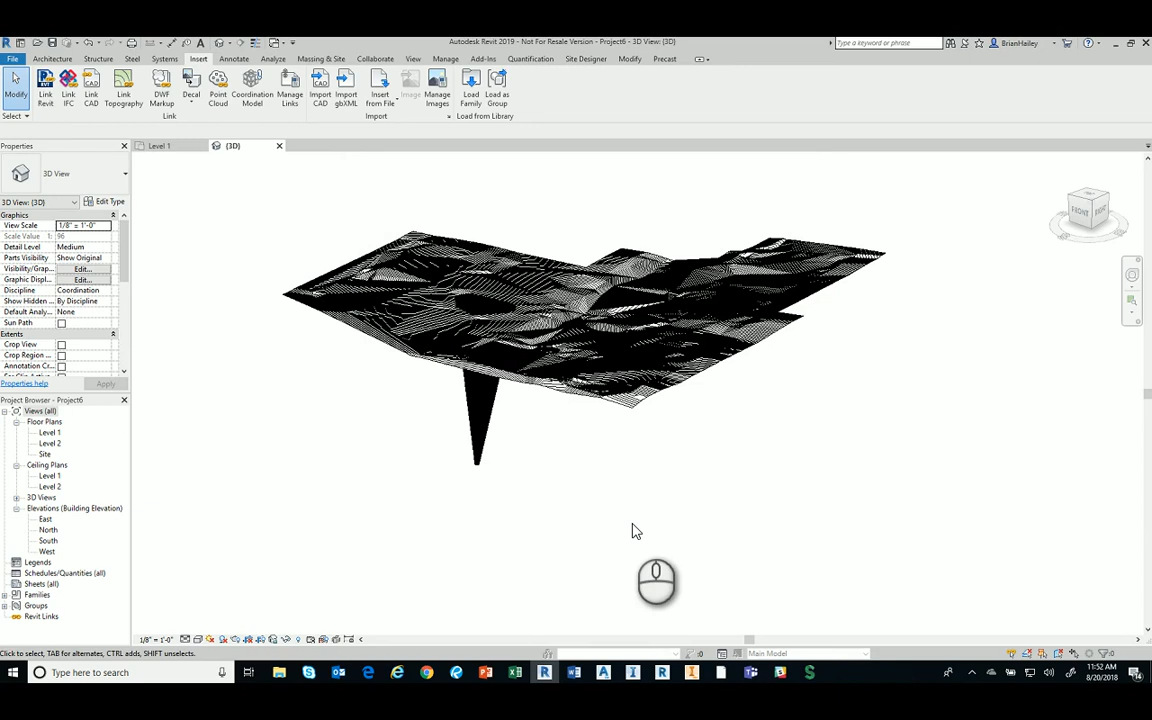 Autodesk Revit 2019 - Not For Resale Version - Project6 - 3D View: {3D}
Type a keyword or phrase
BrianHailey
File Architecture Structure Steel Systems Insert Annotate Analyze Massing & Site Collaborate View Manage Add-Ins Quantification Site Designer Modify Precast
Modify
Link Revit
Link IFC
Link CAD
Link Topography
DWF Markup
Decal
Point Cloud
Coordination Model
Manage Links
Import CAD
Import gbXML
Insert from File
Image
Manage Images
Load Family
Load as Group
Select
Link
Import
Load from Library
Properties
Level 1
{3D}
3D View
3D View: {3D}
Edit Type
Graphics
View Scale 1/8" = 1'-0"
Scale Value 1: 96
Detail Level Medium
Parts Visibility Show Original
Visibility/Grap... Edit...
Graphic Displ... Edit...
Discipline Coordination
Show Hidden ... By Discipline
Default Analy... None
Sun Path
Extents
Crop View
Crop Region ...
Annotation Cr...
Properties help
Apply
FRONT
RIGHT
Project Browser - Project6
Views (all)
Floor Plans
Level 1
Level 2
Site
Ceiling Plans
Level 1
Level 2
3D Views
Elevations (Building Elevation)
East
North
South
West
Legends
Schedules/Quantities (all)
Sheets (all)
Families
Groups
Revit Links
1/8" = 1'-0"
Click to select, TAB for alternates, CTRL adds, SHIFT unselects.
:0
Main Model
:0
Type here to search
11:52 AM
8/20/2018